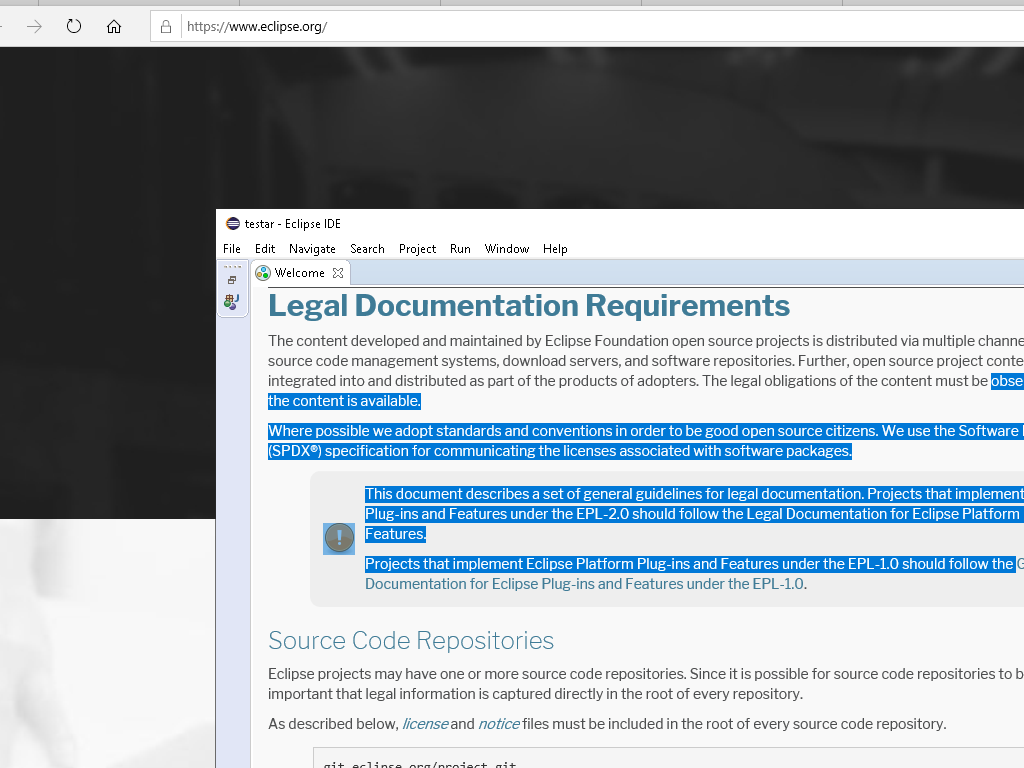 https://www.eclipse.org/
testar - Eclipse IDE
File Edit Navigate Search Project Run Window Help
Welcome
Legal Documentation Requirements
The content developed and maintained by Eclipse Foundation open source projects is distributed via multiple
source code management systems, download servers, and software repositories. Further, open source project
integrated into and distributed as part of the products of adopters. The legal obligations of the content must be
the content is available.
Where possible we adopt standards and conventions in order to be good open source citizens. We use the Software
(SPDX®) specification for communicating the licenses associated with software packages.
This document describes a set of general guidelines for legal documentation. Projects that implement
Plug-ins and Features under the EPL-2.0 should follow the Legal Documentation for Eclipse Platform
Features.
Projects that implement Eclipse Platform Plug-ins and Features under the EPL-1.0 should follow the
Documentation for Eclipse Plug-ins and Features under the EPL-1.0.
Source Code Repositories
Eclipse projects may have one or more source code repositories. Since it is possible for source code repositories to
important that legal information is captured directly in the root of every repository.
As described below, license and notice files must be included in the root of every source code repository.
git.eclipse.org/project.git